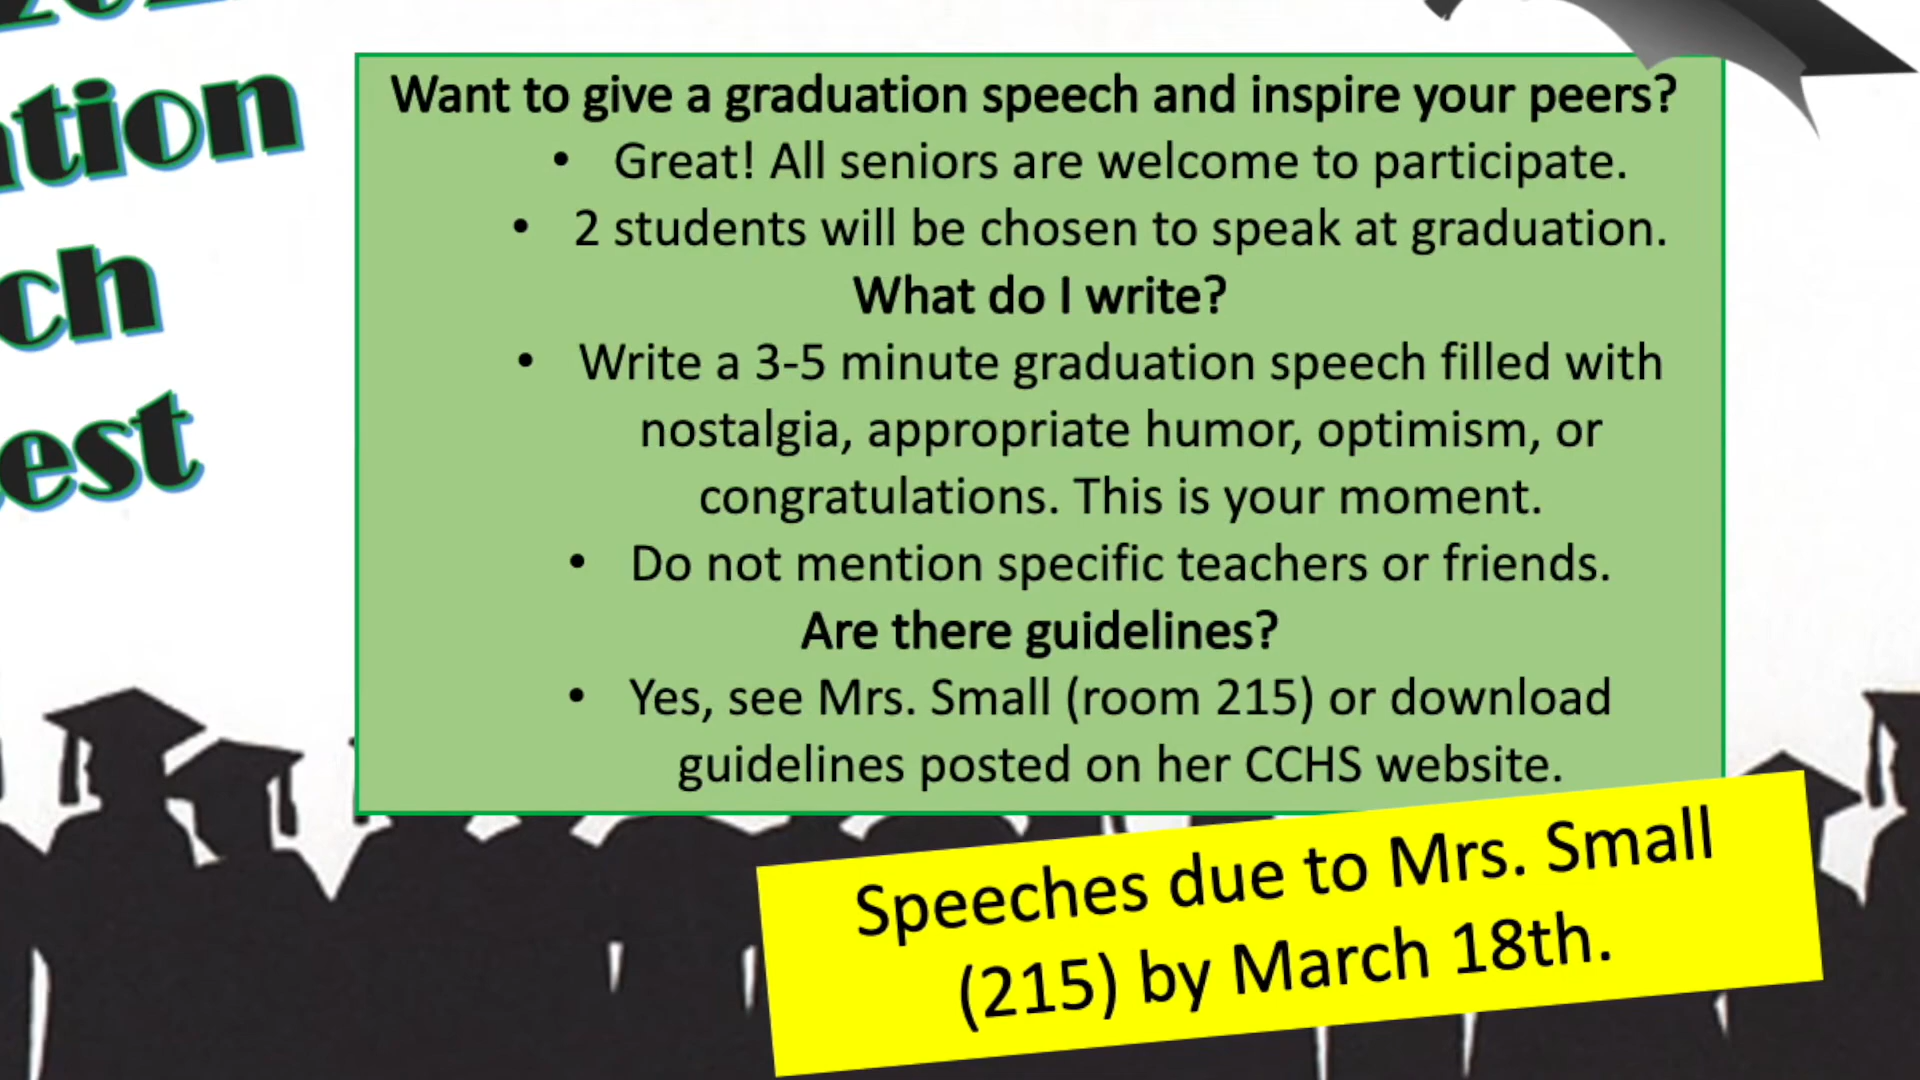 Want to give a graduation speech and inspire your peers?
• Great! All seniors are welcome to participate.
• 2 students will be chosen to speak at graduation.
What do I write?
• Write a 3-5 minute graduation speech filled with
nostalgia, appropriate humor, optimism, or
congratulations. This is your moment.
• Do not mention specific teachers or friends.
Are there guidelines?
• Yes, see Mrs. Small (room 215) or download
guidelines posted on her CCHS website.
Speeches due to Mrs. Small
(215) by March 18th.